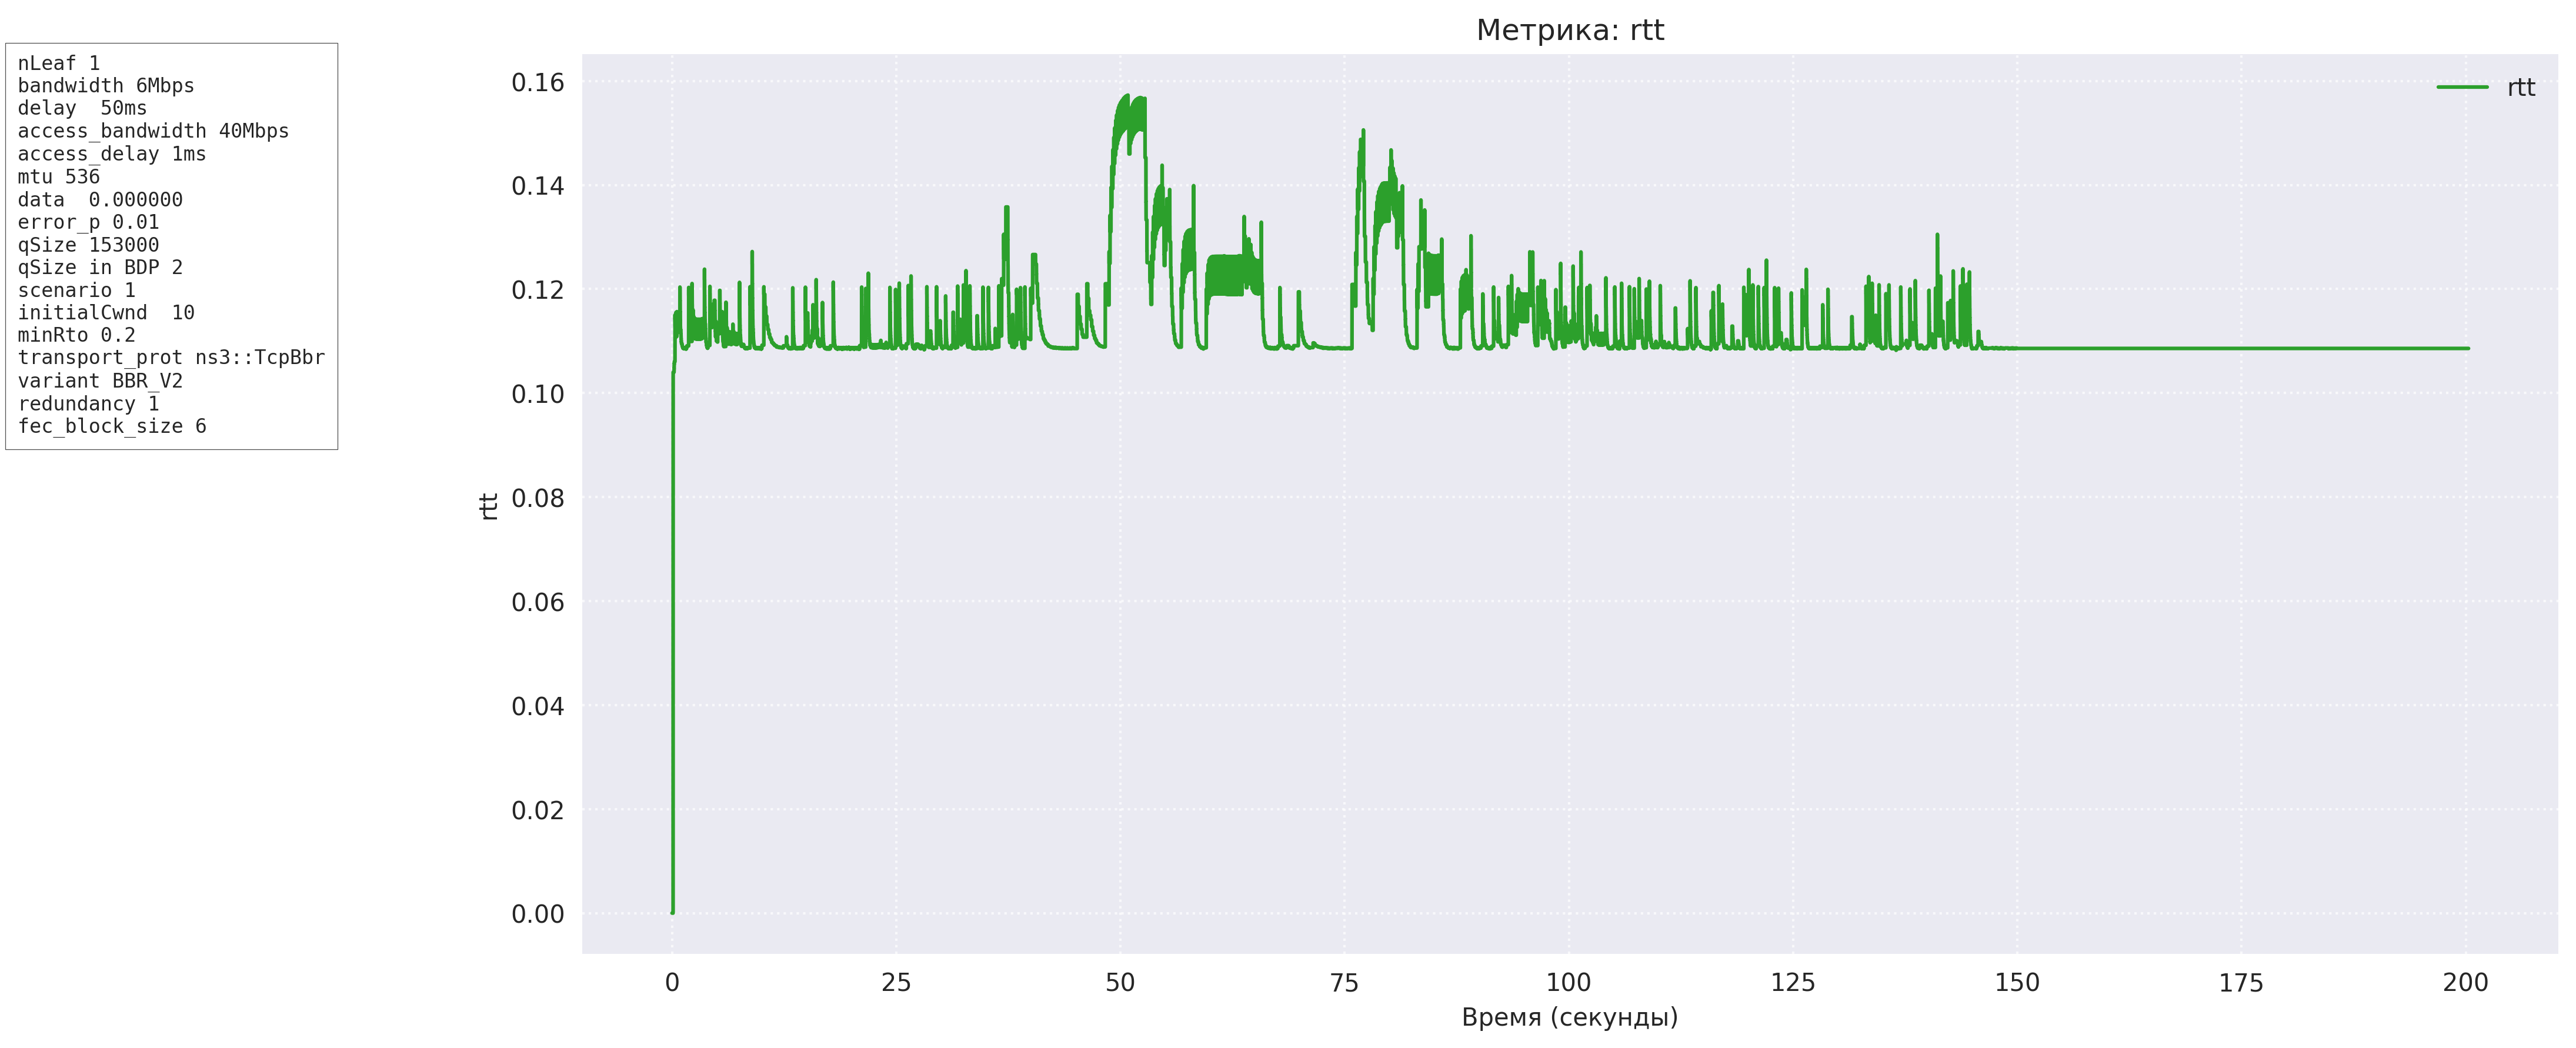 Метрика: rtt
nLeaf 1
bandwidth 6Mbps
delay  50ms
access_bandwidth 40Mbps
access_delay 1ms
mtu 536
data  0.000000
error_p 0.01
qSize 153000
qSize in BDP 2
scenario 1
initialCwnd  10
minRto 0.2
transport_prot ns3::TcpBbr
variant BBR_V2
redundancy 1
fec_block_size 6
rtt
0.16
0.14
0.12
0.10
0.08
0.06
0.04
0.02
0.00
rtt
0 25 50 75 100 125 150 175 200
Время (секунды)